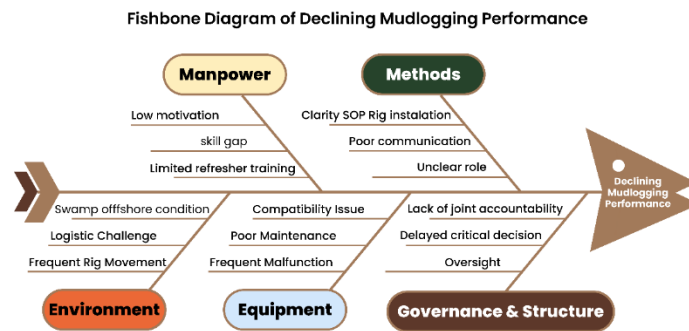 Fishbone Diagram of Declining Mudlogging Performance
Manpower
Methods
Low motivation
Clarity SOP Rig instalation
skill gap
Poor communication
Limited refresher training
Unclear role
Declining
Mudlogging
Performance
Swamp offfshore condition
Compatibility Issue
Lack of joint accountability
Logistic Challenge
Poor Maintenance
Delayed critical decision
Frequent Rig Movement
Frequent Malfunction
Oversight
Environment
Equipment
Governance & Structure